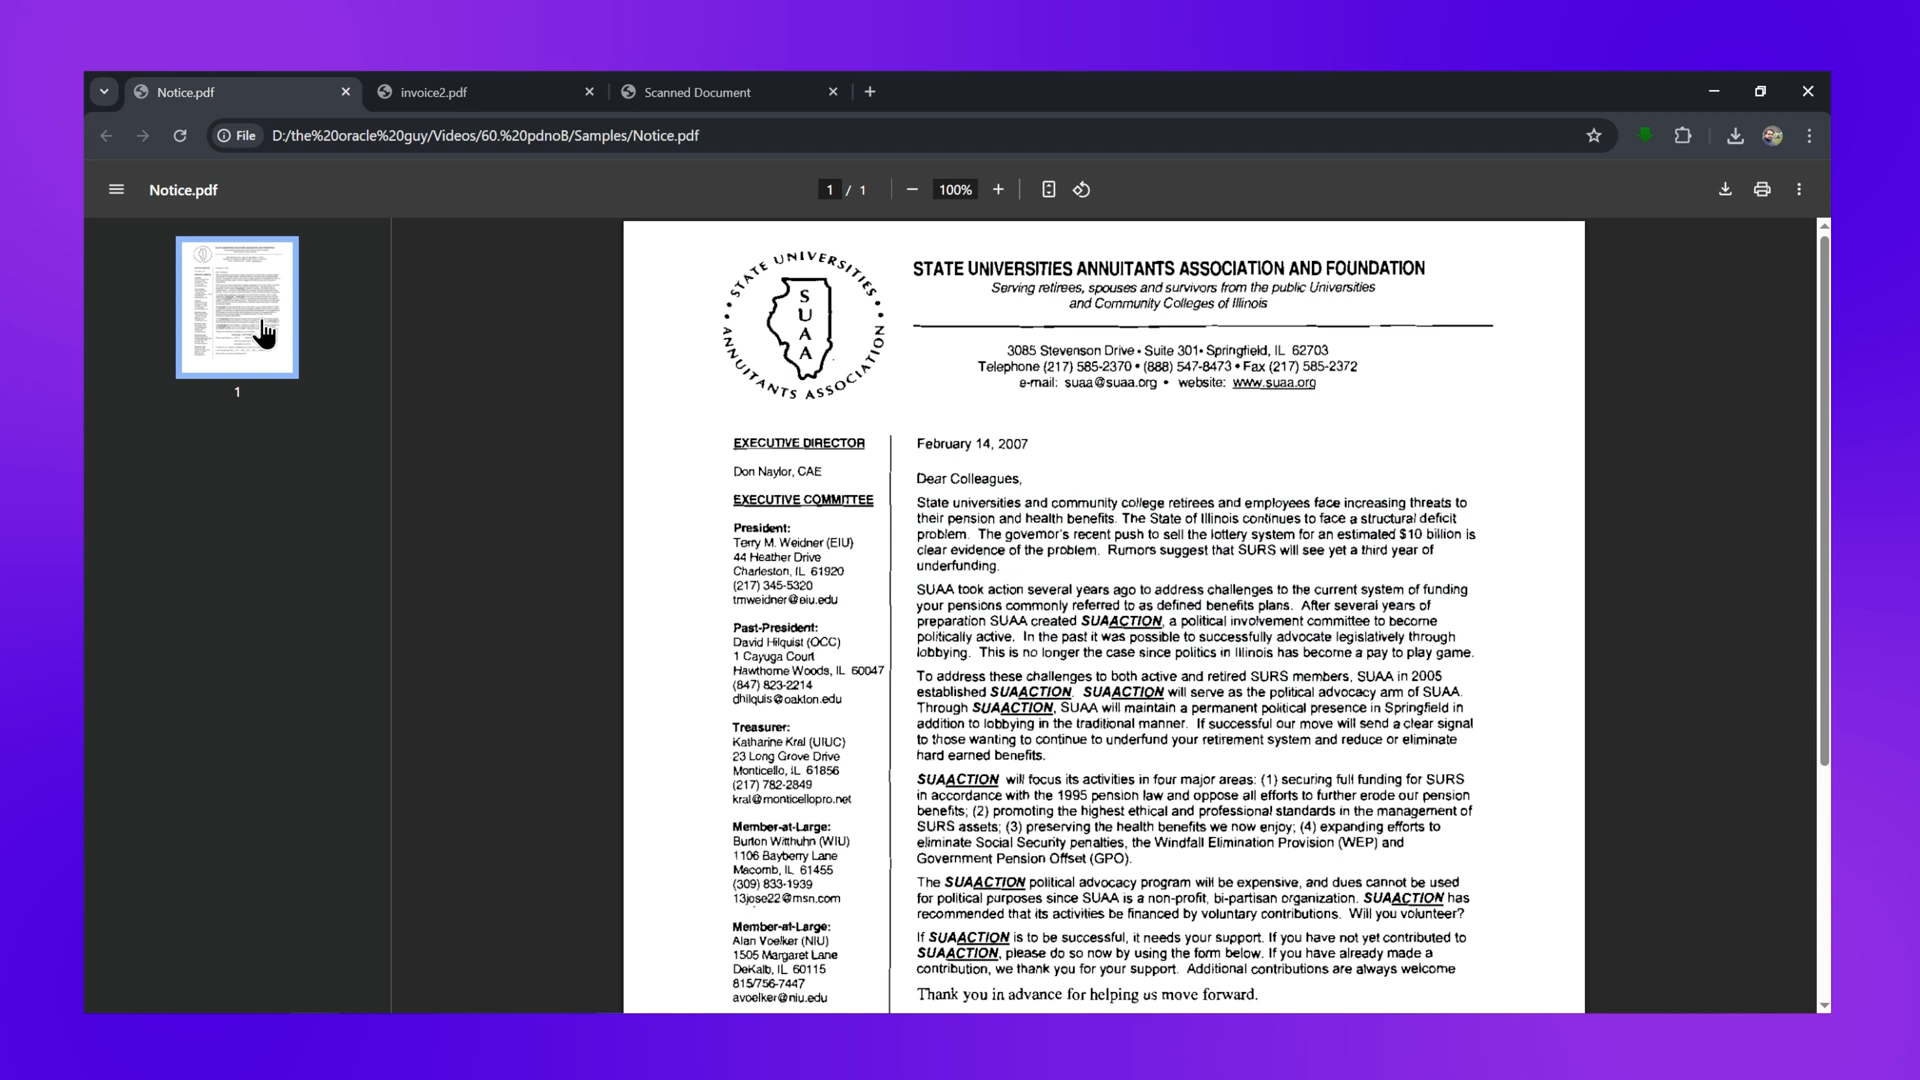 Notice.pdf
invoice2.pdf
Scanned Document
File
D:/the%20oracle%20guy/Videos/60.%20pdnoB/Samples/Notice.pdf
Notice.pdf
1 / 1
100%
1
STATE UNIVERSITIES
SUAA
ANNUITANTS ASSOCIATION
STATE UNIVERSITIES ANNUITANTS ASSOCIATION AND FOUNDATION
Serving retirees, spouses and survivors from the public Universities
and Community Colleges of Illinois
3085 Stevenson Drive • Suite 301• Springfield, IL 62703
Telephone (217) 585-2370 • (888) 547-8473 • Fax (217) 585-2372
e-mail: suaa@suaa.org • website: www.suaa.org
EXECUTIVE DIRECTOR
Don Naylor, CAE
EXECUTIVE COMMITTEE
President:
Terry M. Weidner (EIU)
44 Heather Drive
Charleston, IL 61920
(217) 345-5320
tmweidner@eiu.edu
Past-President:
David Hilquist (OCC)
1 Cayuga Court
Hawthorne Woods, IL 60047
(847) 823-2214
dhilquis@oakton.edu
Treasurer:
Katharine Kral (UIUC)
23 Long Grove Drive
Monticello, IL 61856
(217) 782-2849
kral@monticellopro.net
Member-at-Large:
Burton Witthuhn (WIU)
1106 Bayberry Lane
Macomb, IL 61455
(309) 833-1939
13jose22@msn.com
Member-at-Large:
Alan Voelker (NIU)
1505 Margaret Lane
DeKalb, IL 60115
815/756-7447
avoelker@niu.edu
February 14, 2007
Dear Colleagues,
State universities and community college retirees and employees face increasing threats to
their pension and health benefits. The State of Illinois continues to face a structural deficit
problem. The governor's recent push to sell the lottery system for an estimated $10 billion is
clear evidence of the problem. Rumors suggest that SURS will see yet a third year of
underfunding.
SUAA took action several years ago to address challenges to the current system of funding
your pensions commonly referred to as defined benefits plans. After several years of
preparation SUAA created SUAACTION, a political involvement committee to become
politically active. In the past it was possible to successfully advocate legislatively through
lobbying. This is no longer the case since politics in Illinois has become a pay to play game.
To address these challenges to both active and retired SURS members, SUAA in 2005
established SUAACTION. SUAACTION will serve as the political advocacy arm of SUAA.
Through SUAACTION, SUAA will maintain a permanent political presence in Springfield in
addition to lobbying in the traditional manner. If successful our move will send a clear signal
to those wanting to continue to underfund your retirement system and reduce or eliminate
hard earned benefits.
SUAACTION will focus its activities in four major areas: (1) securing full funding for SURS
in accordance with the 1995 pension law and oppose all efforts to further erode our pension
benefits; (2) promoting the highest ethical and professional standards in the management of
SURS assets; (3) preserving the health benefits we now enjoy; (4) expanding efforts to
eliminate Social Security penalties, the Windfall Elimination Provision (WEP) and
Government Pension Offset (GPO).
The SUAACTION political advocacy program will be expensive, and dues cannot be used
for political purposes since SUAA is a non-profit, bi-partisan organization. SUAACTION has
recommended that its activities be financed by voluntary contributions. Will you volunteer?
If SUAACTION is to be successful, it needs your support. If you have not yet contributed to
SUAACTION, please do so now by using the form below. If you have already made a
contribution, we thank you for your support. Additional contributions are always welcome
Thank you in advance for helping us move forward.